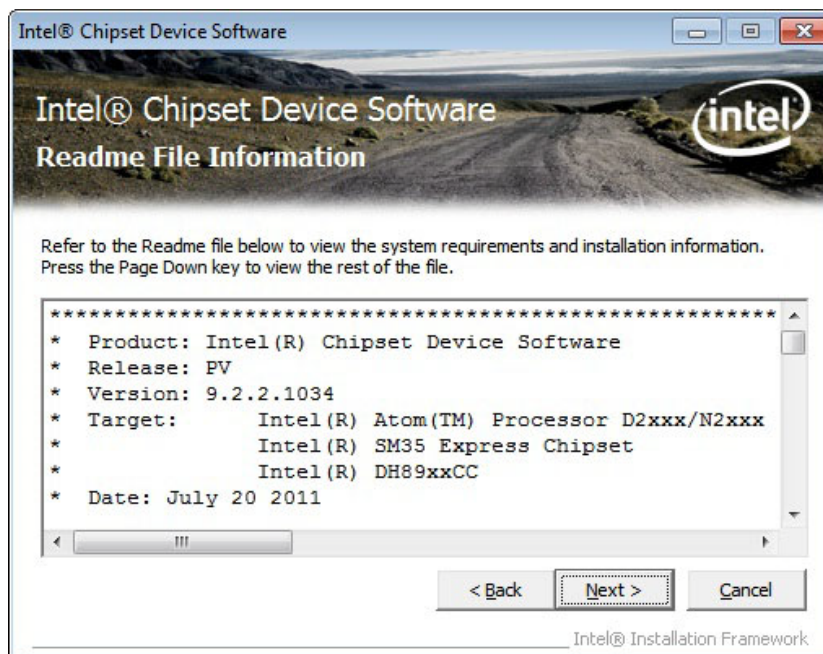 Intel® Chipset Device Software
Intel® Chipset Device Software
intel
Readme File Information
Refer to the Readme file below to view the system requirements and installation information.
Press the Page Down key to view the rest of the file.
********************************************************
* Product: Intel(R) Chipset Device Software
* Release: PV
* Version: 9.2.2.1034
* Target: Intel(R) Atom(TM) Processor D2xxx/N2xxx
* Intel(R) SM35 Express Chipset
* Intel(R) DH89xxCC
* Date: July 20 2011
< Back
Next >
Cancel
Intel® Installation Framework